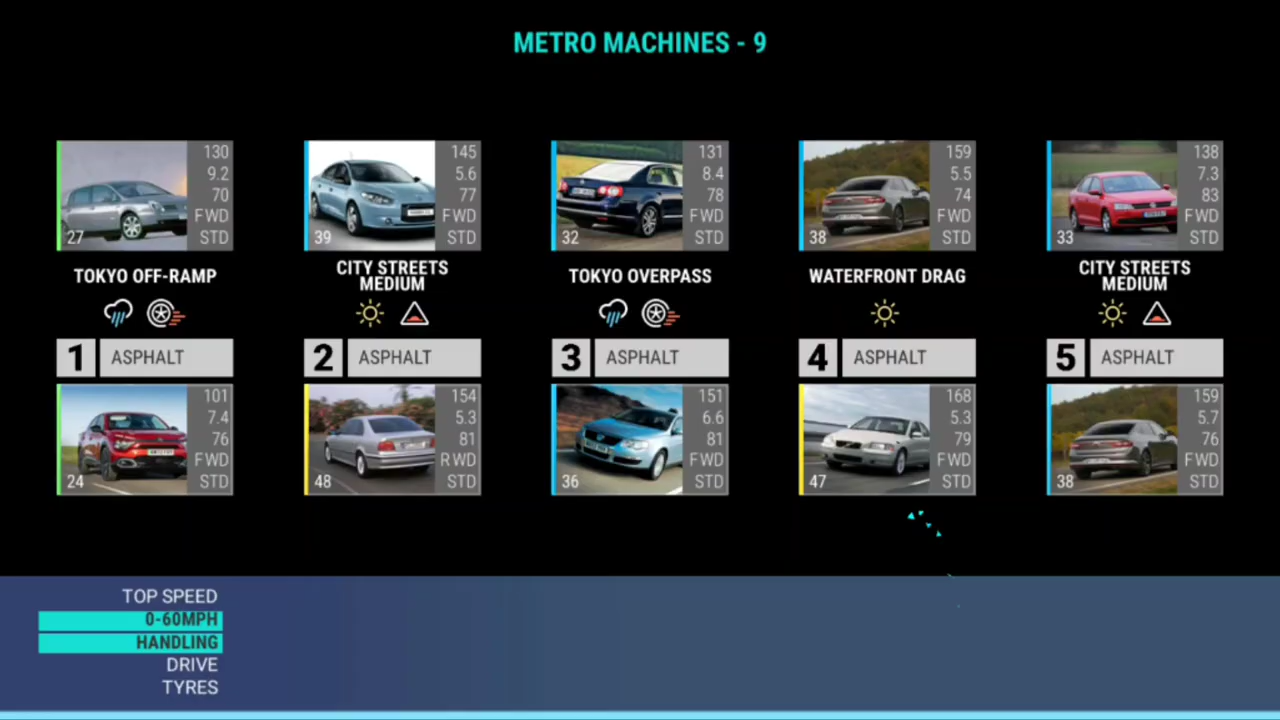 METRO MACHINES - 9
130
9.2
70
FWD
STD
27
145
5.6
77
FWD
STD
39
131
8.4
78
FWD
STD
32
159
5.5
74
FWD
STD
38
138
7.3
83
FWD
STD
33
TOKYO OFF-RAMP
CITY STREETS
MEDIUM
TOKYO OVERPASS
WATERFRONT DRAG
CITY STREETS
MEDIUM
1 ASPHALT
2 ASPHALT
3 ASPHALT
4 ASPHALT
5 ASPHALT
101
7.4
76
FWD
STD
24
154
5.3
81
RWD
STD
48
151
6.6
81
FWD
STD
36
168
5.3
79
FWD
STD
47
159
5.7
76
FWD
STD
38
TOP SPEED
0-60MPH
HANDLING
DRIVE
TYRES